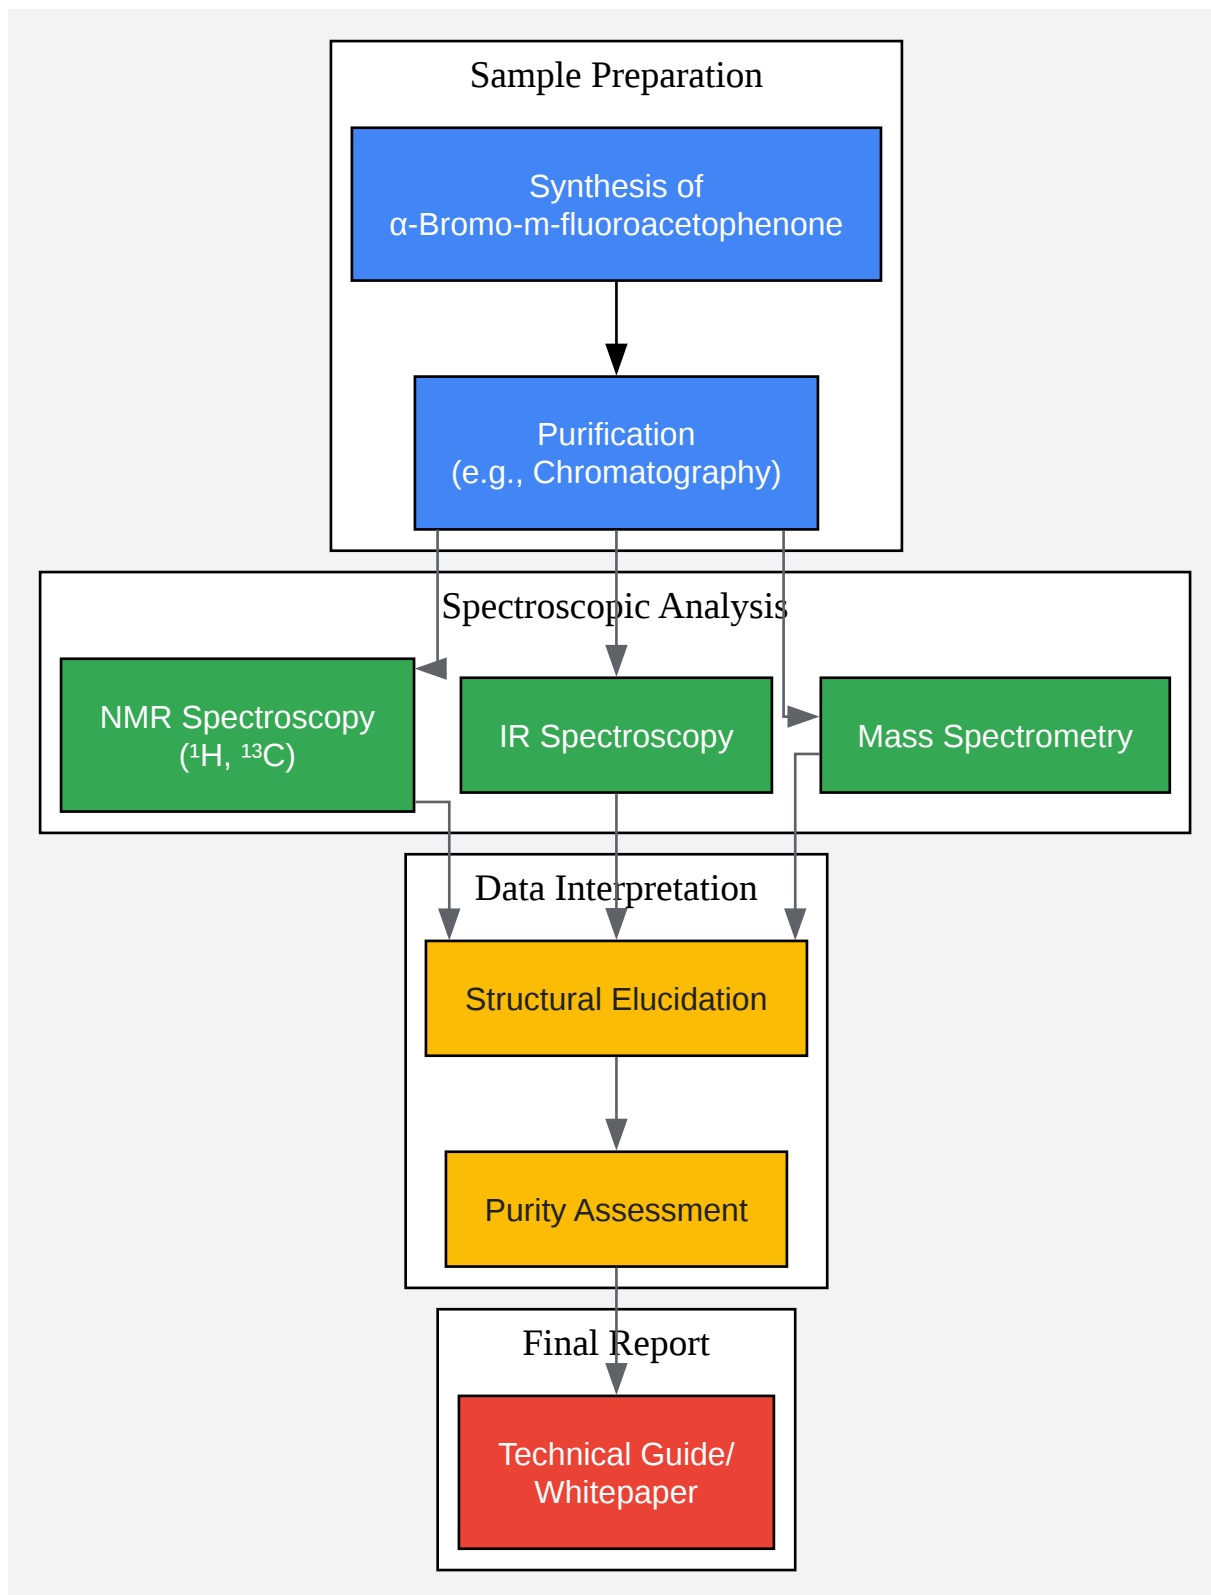 Sample Preparation
Synthesis of
α-Bromo-m-fluoroacetophenone
Purification
(e.g., Chromatography)
Spectroscopic Analysis
NMR Spectroscopy
(¹H, ¹³C)
IR Spectroscopy
Mass Spectrometry
Data Interpretation
Structural Elucidation
Purity Assessment
Final Report
Technical Guide/
Whitepaper